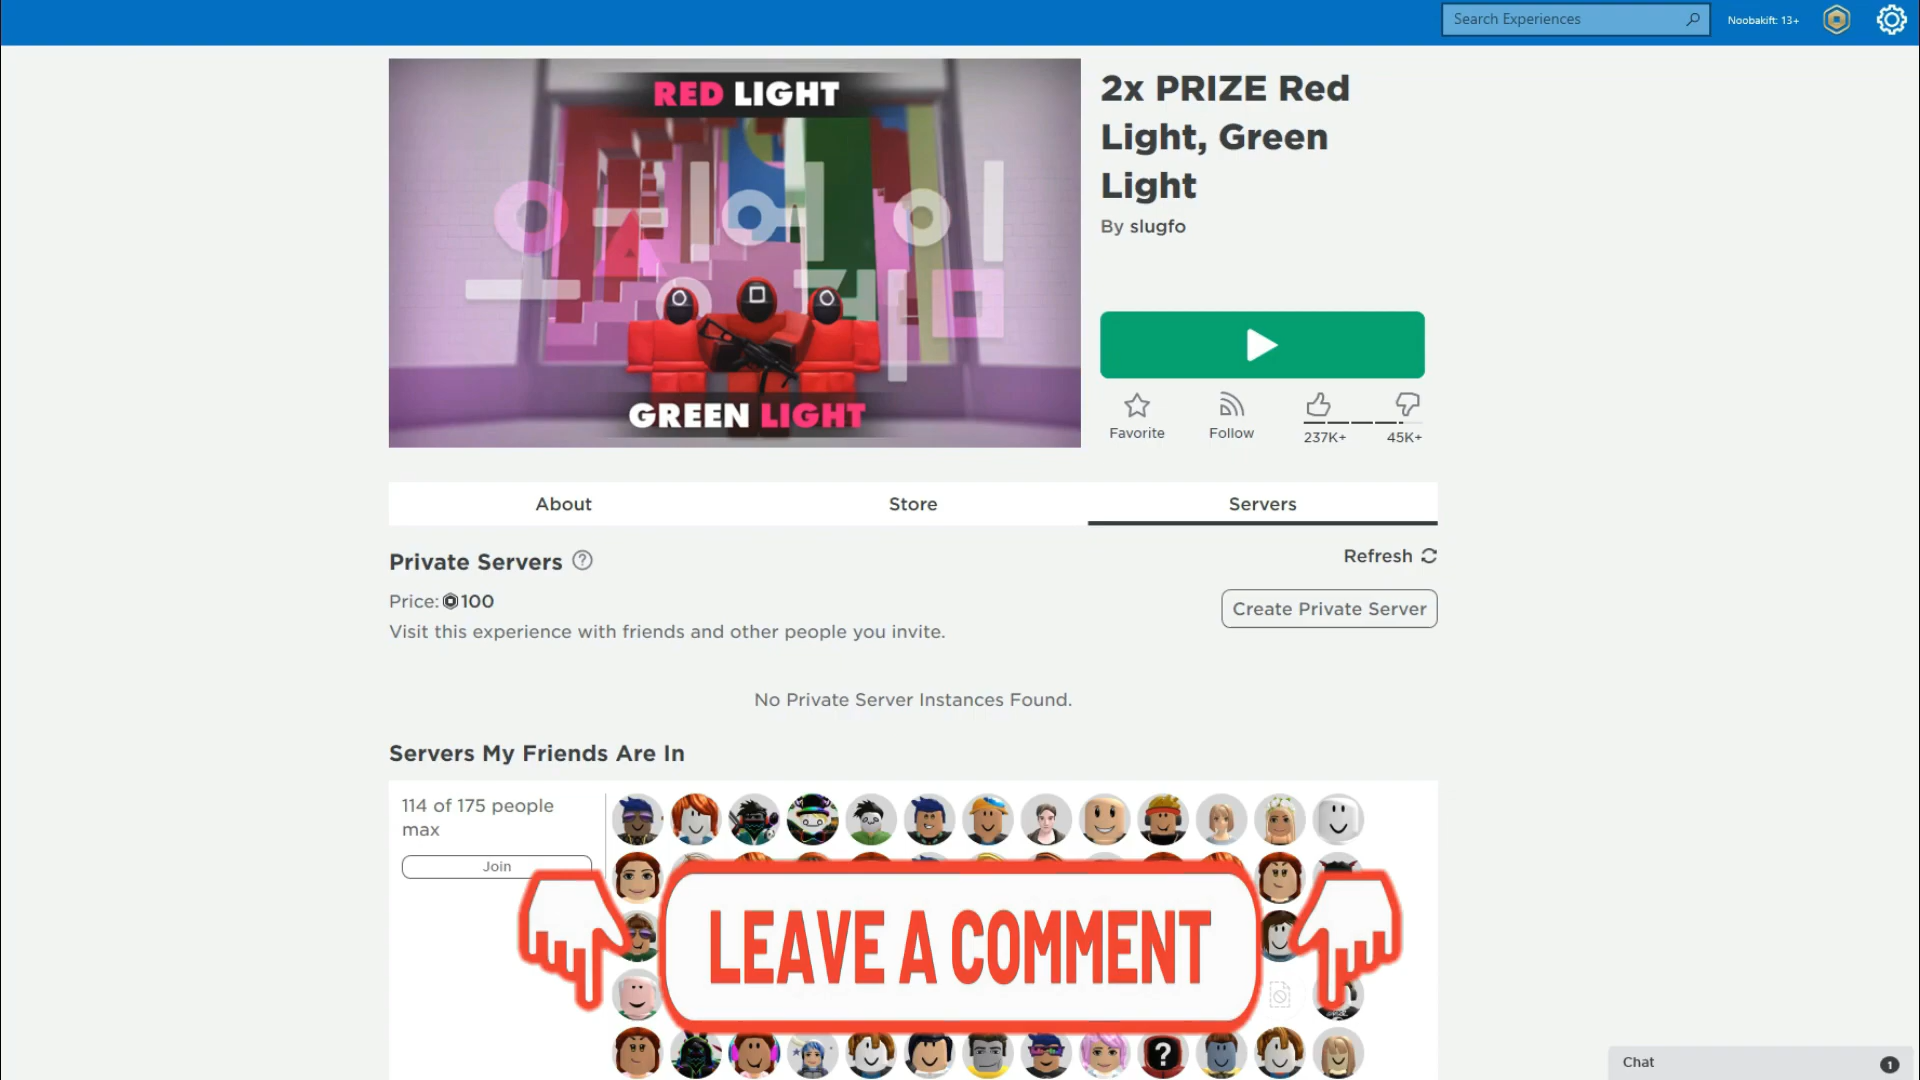 Search Experiences
Noobakift: 13+
RED LIGHT
GREEN LIGHT
2x PRIZE Red
Light, Green
Light
By slugfo
Favorite
Follow
237K+
45K+
About
Store
Servers
Private Servers
Refresh
Price: 100
Create Private Server
Visit this experience with friends and other people you invite.
No Private Server Instances Found.
Servers My Friends Are In
114 of 175 people
max
Join
LEAVE A COMMENT
Chat
1